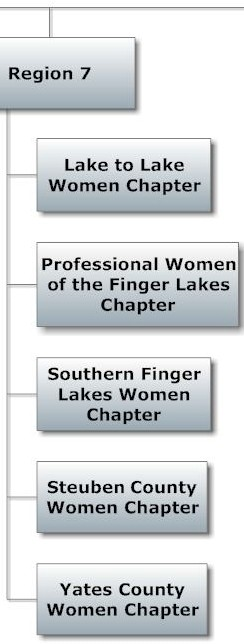 Region 7
Lake to Lake
Women Chapter
Professional Women
of the Finger Lakes
Chapter
Southern Finger
Lakes Women
Chapter
Steuben County
Women Chapter
Yates County
Women Chapter